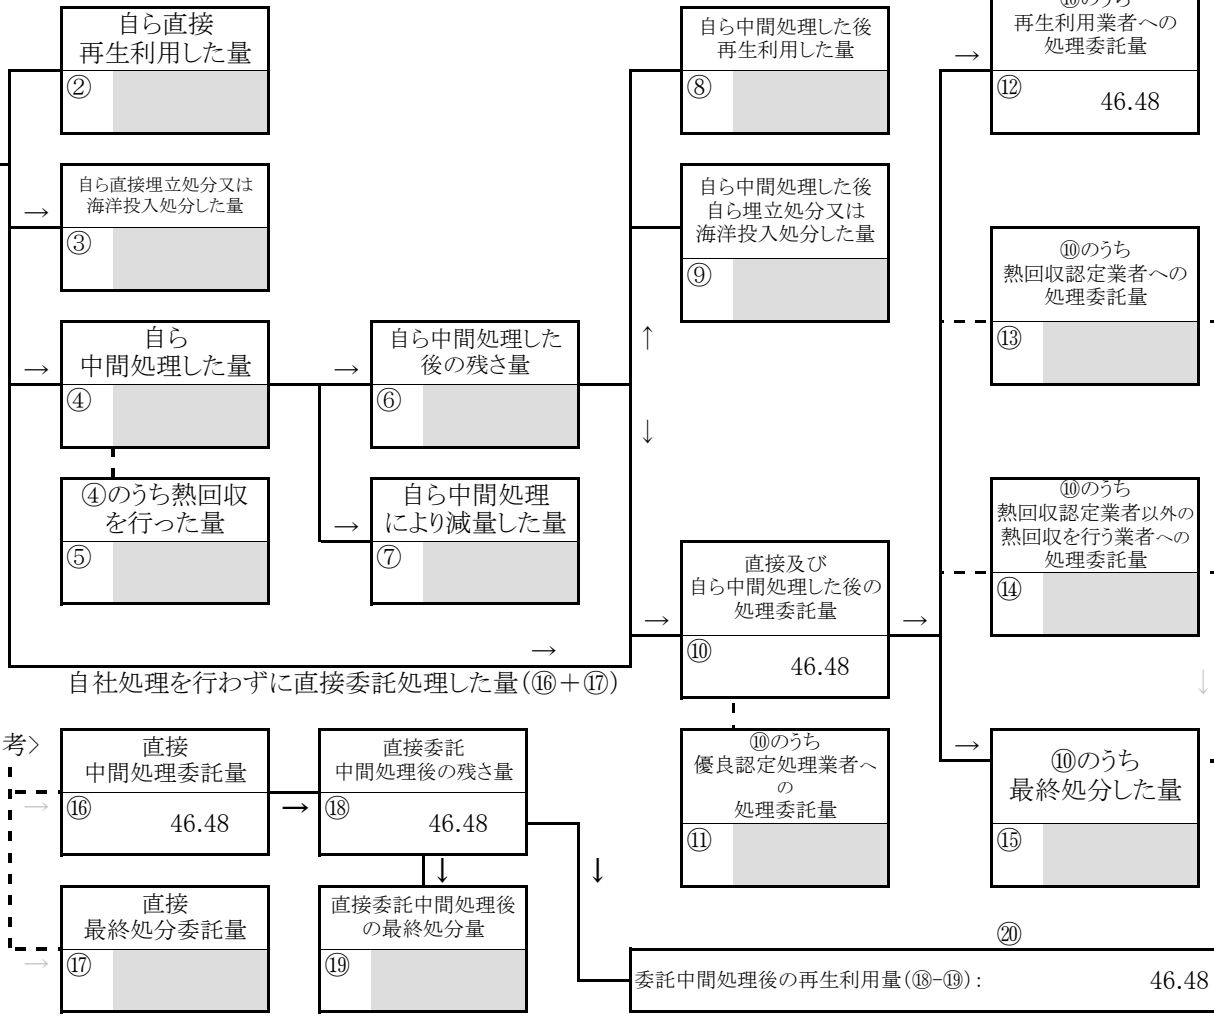 自ら直接
再生利用した量
②
自ら直接埋立処分又は
海洋投入処分した量
→
③
自ら
中間処理した量
→
④
④のうち熱回収
を行った量
⑤
→
自ら中間処理した
後の残さ量
⑥
自ら中間処理
により減量した量
→
⑦
自ら中間処理した後
再生利用した量
⑧
自ら中間処理した後
自ら埋立処分又は
海洋投入処分した量
⑨
↑
↓
直接及び
自ら中間処理した後の
処理委託量
→
⑩
46.48
→
自社処理を行わずに直接委託処理した量(⑯+⑰)
⑩のうち
優良認定処理業者へ
の
処理委託量
⑪
→
⑩のうち
再生利用業者への
処理委託量
⑫
46.48
⑩のうち
熱回収認定業者への
処理委託量
⑬
⑩のうち
熱回収認定業者以外の
熱回収を行う業者への
処理委託量
⑭
→
↓
→
⑩のうち
最終処分した量
⑮
考>
直接
中間処理委託量
→
⑯
46.48
→
直接委託
中間処理後の残さ量
⑱
46.48
↓
↓
直接
最終処分委託量
→
⑰
直接委託中間処理後
の最終処分量
⑲
⑳
委託中間処理後の再生利用量(⑱-⑲):
46.48